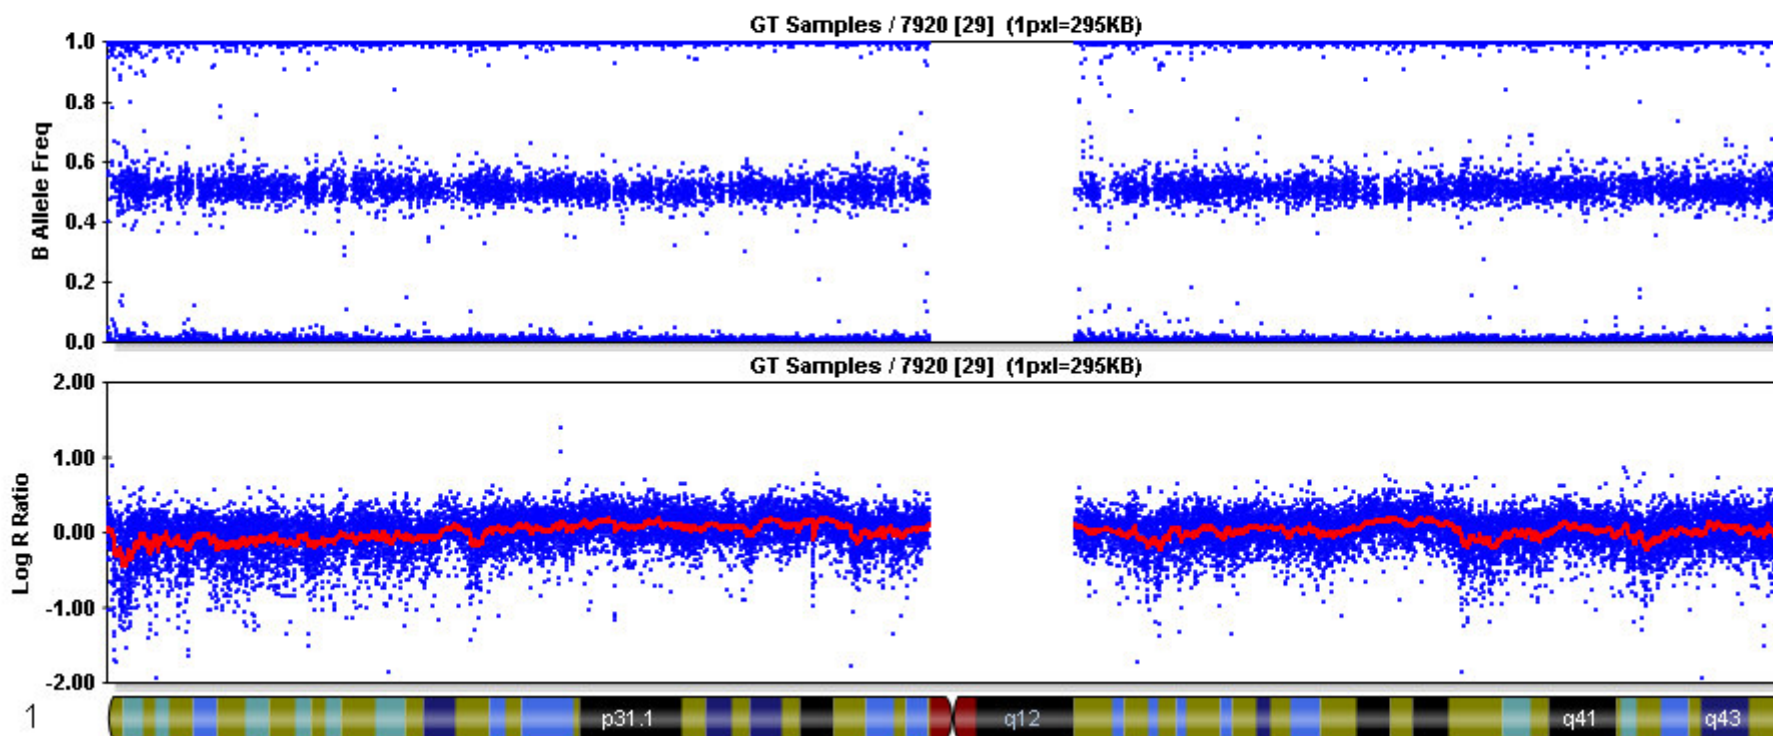 GT Samples / 7920 [29] (1pxl=295KB)
1.0
0.8
0.6
0.4
0.2
0.0
B Allele Freq
GT Samples / 7920 [29] (1pxl=295KB)
2.00
1.00
0.00
-1.00
-2.00
Log R Ratio
1
p31.1
q12
q41
q43